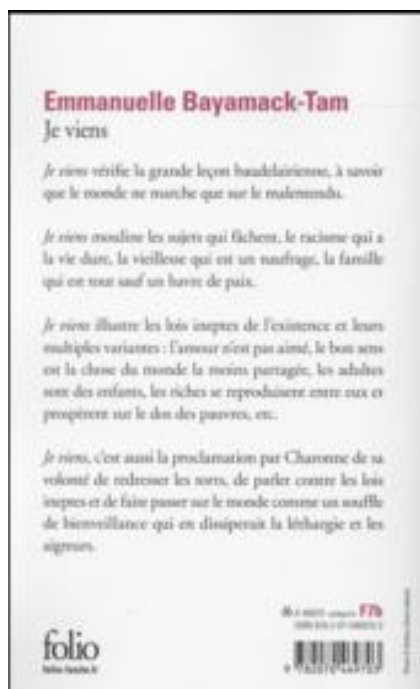 Emmanuelle Bayamack-Tam
Je viens
Je viens vérifie la grande leçon baudelairienne, à savoir
que le monde ne marche que sur le malentendu.
Je viens mouline les sujets qui fâchent, le racisme qui a
la vie dure, la vieillesse qui est un naufrage, la famille
qui est tout sauf un havre de paix.
Je viens illustre les lois ineptes de l'existence et leurs
multiples variantes : l'amour n'est pas aimé, le bon sens
est la chose du monde la moins partagée, les adultes
sont des enfants, les riches se reproduisent entre eux et
prospèrent sur le dos des pauvres, etc.
Je viens, c'est aussi la proclamation par Charonne de sa
volonté de redresser les torts, de parler contre les lois
ineptes et de faire passer sur le monde comme un souffle
de bienveillance qui en dissiperait la léthargie et les
aigreurs.
F7b
folio